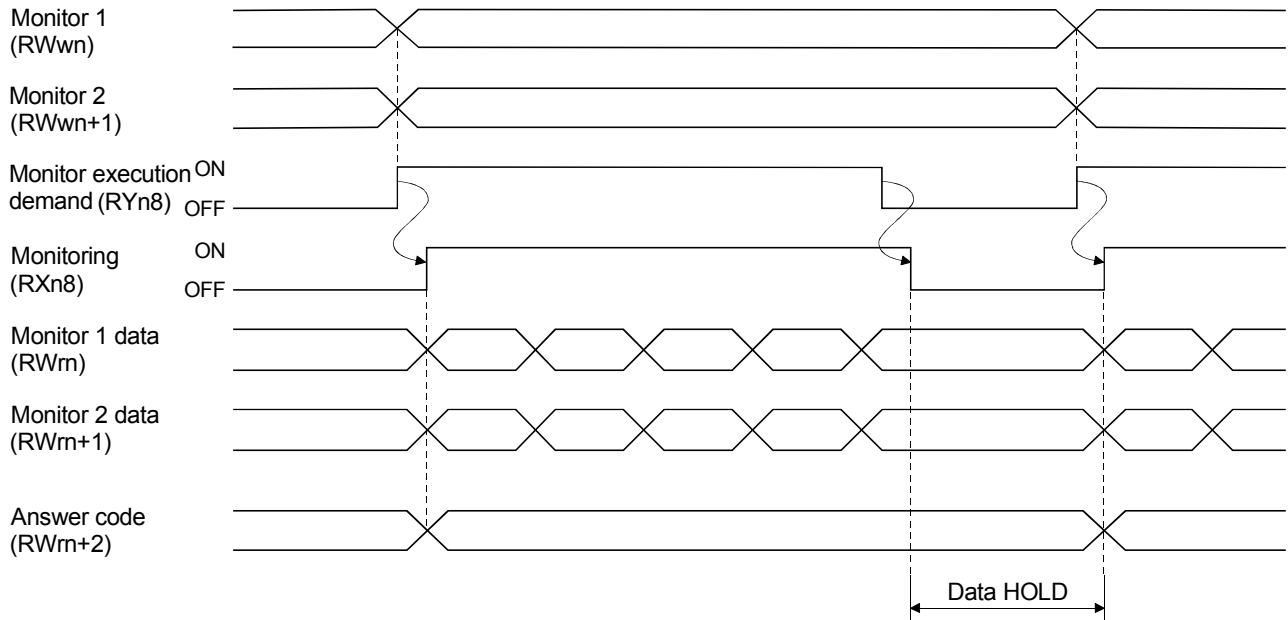 Monitor 1
(RWwn)
Monitor 2
(RWwn+1)
Monitor execution ON
demand (RYn8) OFF
Monitoring ON
(RXn8) OFF
Monitor 1 data
(RWrn)
Monitor 2 data
(RWrn+1)
Answer code
(RWrn+2)
Data HOLD